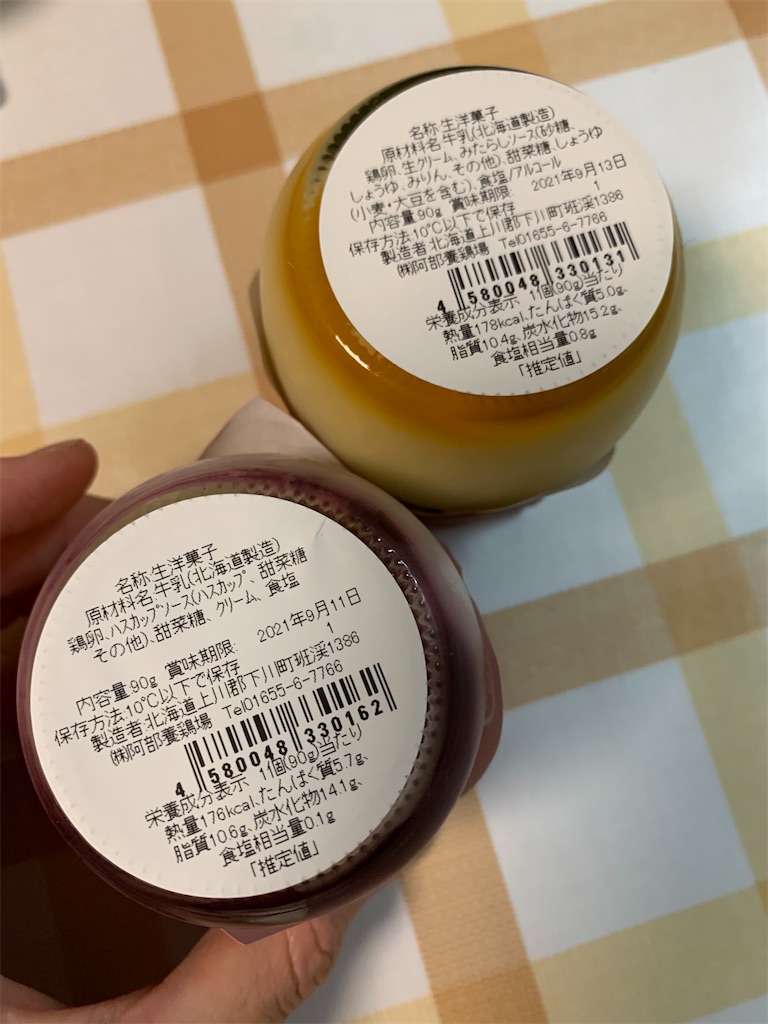 名称:生洋菓子
原材料名:牛乳(北海道製造)
鶏卵、生クリーム、みたらしソース(砂糖、
しょうゆ、みりん、その他)、甜菜糖、しょうゆ
(小麦・大豆を含む)、食塩/アルコール
内容量:90g 賞味期限: 2021年9月13日
保存方法:10℃以下で保存 1
製造者:北海道上川郡下川町班渓1386
㈱阿部養鶏場 Tel01655-6-7766
4 580048 330131
栄養成分表示 1個(90g)当たり
熱量178kcal、たんぱく質5.0g、
脂質10.4g、炭水化物15.2g、
食塩相当量0.8g
「推定値」
名称:生洋菓子
原材料名:牛乳(北海道製造)
鶏卵、ハスカップソース(ハスカップ、甜菜糖
その他)、甜菜糖、クリーム、食塩
内容量:90g 賞味期限: 2021年9月11日
保存方法:10℃以下で保存 1
製造者:北海道上川郡下川町班渓1386
㈱阿部養鶏場 Tel01655-6-7766
4 580048 330162
栄養成分表示 1個(90g)当たり
熱量176kcal、たんぱく質5.7g、
脂質10.6g、炭水化物14.1g、
食塩相当量0.1g
「推定値」